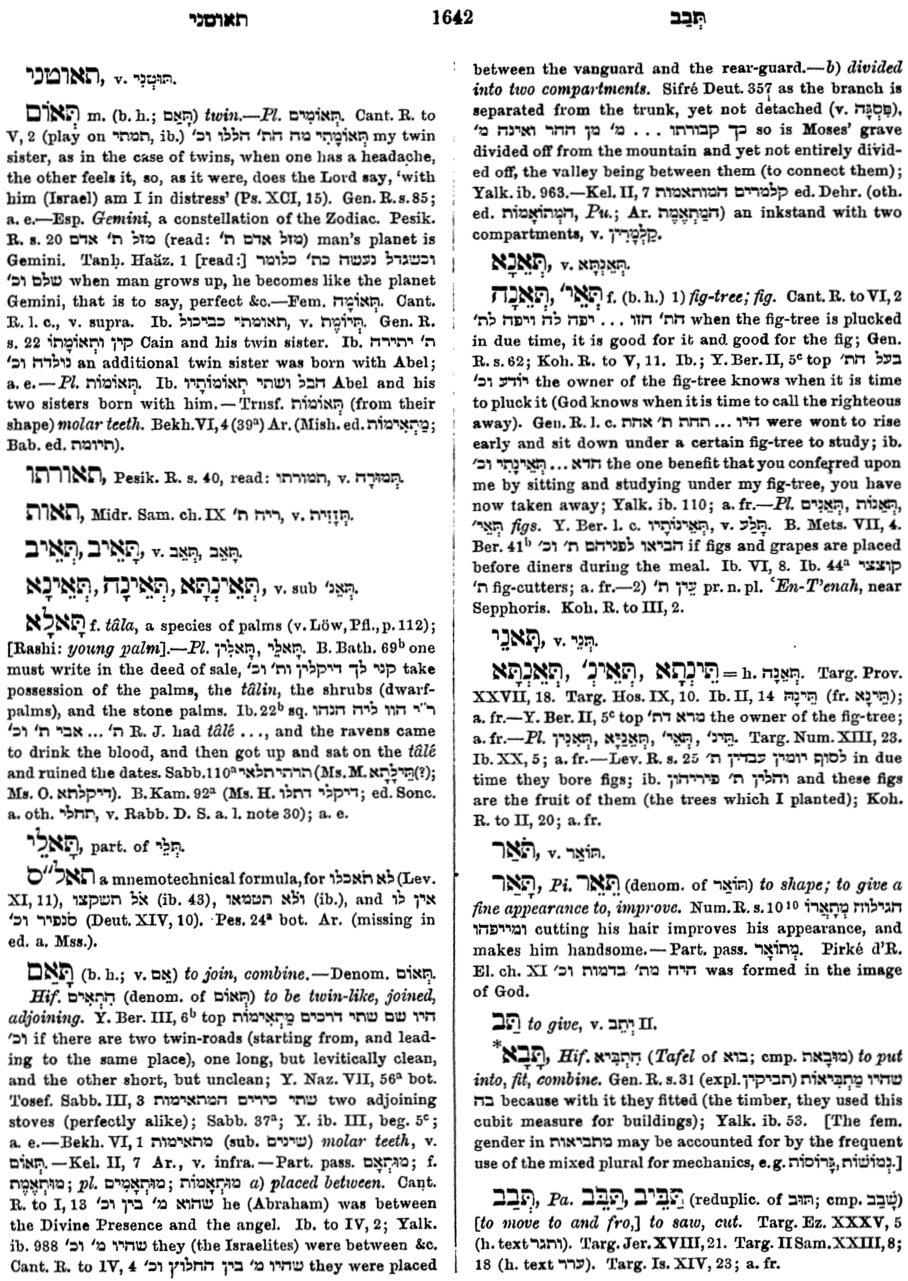 תאוטני 1642 תְּבַב
תאוטני, v. תּוּטְנִי.
תְּאוֹם m. (b. h.; תָּאַם) twin.—Pl. תְּאוֹמִים. Cant. R. to
V, 2 (play on תמתי, ib.) תְּאוֹמָתִי מה הת׳ הללו וכ׳ my twin
sister, as in the case of twins, when one has a headache,
the other feels it, so, as it were, does the Lord say, ‘with
him (Israel) am I in distress’ (Ps. XCI, 15). Gen. R. s. 85;
a. e.—Esp. Gemini, a constellation of the Zodiac. Pesik.
R. s. 20 מזל ת׳ אדם (read: מזל אדם ת׳) man's planet is
Gemini. Tanḥ. Haăz. 1 [read:] וכשגדל נעשה כת׳ כלומר
שלם וכ׳ when man grows up, he becomes like the planet
Gemini, that is to say, perfect &c.—Fem. תְּאוֹמָה. Cant.
R. l. c., v. supra. Ib. תאומתי כביכול, v. תְּיוֹמֶת. Gen. R.
s. 22 קין ותְאוֹמָתוֹ Cain and his twin sister. Ib. ת׳ יתירה
נולדה וכ׳ an additional twin sister was born with Abel;
a. e.—Pl. תְּאוֹמוֹת. Ib. הבל ושתי תְאוֹמוֹתָיו Abel and his
two sisters born with him.—Trnsf. תְּאוֹמוֹת (from their
shape) molar teeth. Bekh. VI, 4 (39ᵃ) Ar. (Mish. ed. מַתְאִימוֹת;
Bab. ed. תיומת).
תאורתו, Pesik. R. s. 40, read: תמורתו, v. תְּמוּרָה.
תאות, Midr. Sam. ch. IX ריח ת׳, v. תְּזָזִית.
תָּאֵיב, תְּאֵיב, v. תָּאֵב, תְּאֵב.
תְּאֵינָא, תְּאֵינָה, תְּאֵינְתָּא, v. sub תְּאֵנ׳.
תָּאלָא f. tâla, a species of palms (v. Löw, Pfl., p. 112);
[Rashi: young palm].—Pl. תָּאלֵי, תָּאלִין. B. Bath. 69ᵇ one
must write in the deed of sale, קני לך דיקלין ות׳ וכ׳ take
possession of the palms, the tâlin, the shrubs (dwarf-
palms), and the stone palms. Ib. 22ᵇ sq. ר״י הוו ליה הנהו
ת׳ ... אבי ת׳ וכ׳ R. J. had tâlé ..., and the ravens came
to drink the blood, and then got up and sat on the tâlé
and ruined the dates. Sabb. 110ᵃ תרתי תלאי (Ms. M. תִּילָתָא(?);
Ms. O. דיקלתא). B. Kam. 92ᵃ (Ms. H. דיקלי דתלו; ed. Sonc.
a. oth. תחלי, v. Rabb. D. S. a. l. note 30); a. e.
תָּאלֵי, part. of תְּלֵי.
תאל״ס a mnemotechnical formula, for לא תאכלו (Lev.
XI, 11), אל תשקצו (ib. 43), ולא תטמאו (ib.), and אין לו
סנפיר וכ׳ (Deut. XIV, 10). Pes. 24ᵃ bot. Ar. (missing in
ed. a. Mss.).
תָּאַם (b. h.; v. אֵם) to join, combine.—Denom. תְּאוֹם.
Hif. הִתְאִים (denom. of תְּאוֹם) to be twin-like, joined,
adjoining. Y. Ber. III, 6ᵇ top היו שם שתי דרכים מַתְאִימוֹת
וכ׳ if there are two twin-roads (starting from, and lead-
ing to the same place), one long, but levitically clean,
and the other short, but unclean; Y. Naz. VII, 56ᵃ bot.
Tosef. Sabb. III, 3 שתי כירים המתאימות two adjoining
stoves (perfectly alike); Sabb. 37ᵃ; Y. ib. III, beg. 5ᶜ;
a. e.—Bekh. VI, 1 מתאימות (sub. שינים) molar teeth, v.
תְּאוֹם.—Kel. II, 7 Ar., v. infra.—Part. pass. מוּתְאָם; f.
מוּתְאֶמֶת; pl. מוּתְאָמִים; מוּתְאָמוֹת a) placed between. Cant.
R. to I, 13 שהוא מ׳ בין וכ׳ he (Abraham) was between
the Divine Presence and the angel. Ib. to IV, 2; Yalk.
ib. 988 שהיו מ׳ וכ׳ they (the Israelites) were between &c.
Cant. R. to IV, 4 שהיו מ׳ בין החלוץ וכ׳ they were placed
between the vanguard and the rear-guard.—b) divided
into two compartments. Sifré Deut. 357 as the branch is
separated from the trunk, yet not detached (v. פְּסִגָּה),
כך קבורתו ... מ׳ מן ההר ואינה מ׳ so is Moses' grave
divided off from the mountain and yet not entirely divid-
ed off, the valley being between them (to connect them);
Yalk. ib. 963.—Kel. II, 7 קלמרים המותאמות ed. Dehr. (oth.
ed. הַמְתוֹאָמוֹת, Pu.; Ar. הַמַּתְאֶמֶת) an inkstand with two
compartments, v. קַלְמָרִין.
תְּאֵנָא, v. תְּאֵנְתָּא.
תְּאֵנָה, תְּאֵי׳ f. (b. h.) 1) fig-tree; fig. Cant. R. to VI, 2
הת׳ הזו ... יפה לה ויפה לת׳ when the fig-tree is plucked
in due time, it is good for it and good for the fig; Gen.
R. s. 62; Koh. R. to V, 11. Ib.; Y. Ber. II, 5ᶜ top בעל הת׳
יודע וכ׳ the owner of the fig-tree knows when it is time
to pluck it (God knows when it is time to call the righteous
away). Gen. R. l. c. היו ... תחת ת׳ אחת were wont to rise
early and sit down under a certain fig-tree to study; ib.
חדא ... תְּאֵינָתִי וכ׳ the one benefit that you conferred upon
me by sitting and studying under my fig-tree, you have
now taken away; Yalk. ib. 110; a. fr.—Pl. תְּאֵנוֹת, תְּאֵנִים,
תְּאֵי׳ figs. Y. Ber. l. c. תְּאֵינוֹתָיו, v. תָּלַע. B. Mets. VII, 4.
Ber. 41ᵇ הביאו לפניהם ת׳ וכ׳ if figs and grapes are placed
before diners during the meal. Ib. VI, 8. Ib. 44ᵃ קוצצי
ת׳ fig-cutters; a. fr.—2) עֵין ת׳ pr. n. pl. ʿEn-T'enah, near
Sepphoris. Koh. R. to III, 2.
תָּאנֵי, v. תְּנֵי.
תְּאֵנְתָּא, תְּאֵינְ׳, תֵּינְתָא = h. תְּאֵנָה. Targ. Prov.
XXVII, 18. Targ. Hos. IX, 10. Ib. II, 14 תֵּינָהּ (fr. תֵּינָא);
a. fr.—Y. Ber. II, 5ᶜ top מרא דת׳ the owner of the fig-tree;
a. fr.—Pl. תְּאֵנִין, תְּאֵנַיָּא, תְּאֵי׳, תֵּינ׳. Targ. Num. XIII, 23.
Ib. XX, 5; a. fr.—Lev. R. s. 25 לסוף יומין עבדין ת׳ in due
time they bore figs; ib. והלין ת׳ פיריהון and these figs
are the fruit of them (the trees which I planted); Koh.
R. to II, 20; a. fr.
תֹּאַר, v. תּוֹאַר.
תָּאַר, Pi. תֵּאֵר (denom. of תּוֹאַר) to shape; to give a
fine appearance to, improve. Num. R. s. 10¹⁰ הגילוח מְתָאֲרוֹ
ומייפהו cutting his hair improves his appearance, and
makes him handsome.—Part. pass. מְתוֹאָר. Pirké d'R.
El. ch. XI היה מת׳ בדמות וכ׳ was formed in the image
of God.
תַּב to give, v. יְתֵב II.
*תָּבָא, Hif. הִתְבִּיא (Tafel of בוא; cmp. מוּבָאת) to put
into, fit, combine. Gen. R. s. 31 (expl. תביקין) שהיו מַתְבִּיאוֹת
בה because with it they fitted (the timber, they used this
cubit measure for buildings); Yalk. ib. 53. [The fem.
gender in מתביאות may be accounted for by the frequent
use of the mixed plural for mechanics, e. g. נְמוֹשׁוֹת, גָּרוֹסוֹת.]
תְּבַב, Pa. תַּבֵּב, תַּבֵּיב (reduplic. of תּוּב; cmp. שָׁבַב)
[to move to and fro,] to saw, cut. Targ. Ez. XXXV, 5
(h. text ותגר). Targ. Jer. XVIII, 21. Targ. II Sam. XXIII, 8;
18 (h. text עורר). Targ. Is. XIV, 23; a. fr.